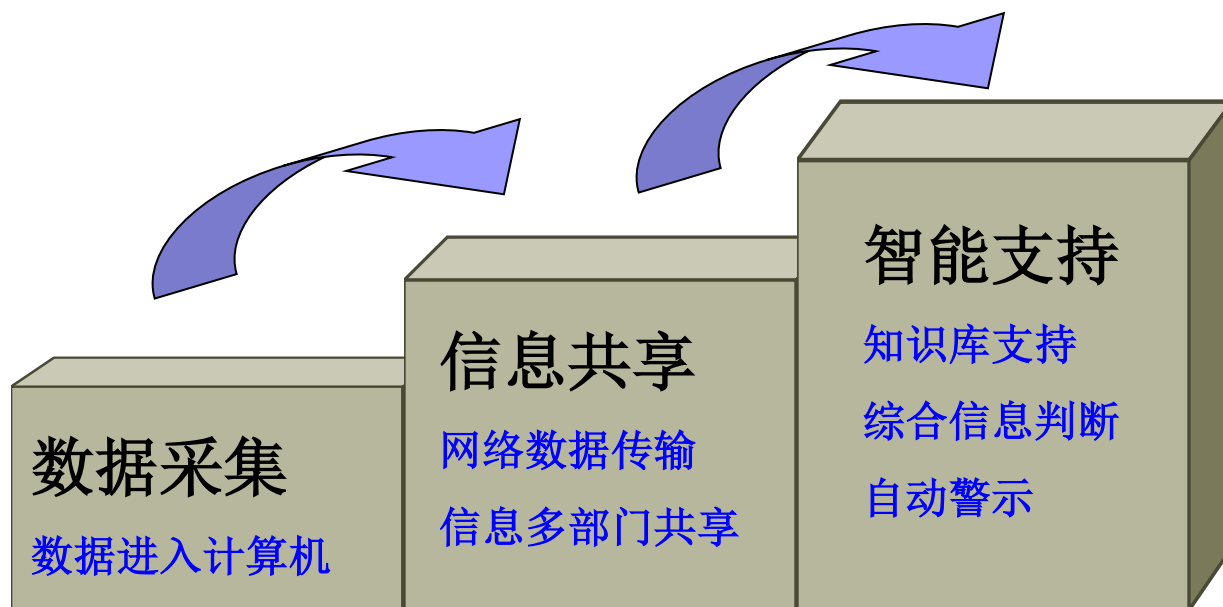 数据采集
数据进入计算机
信息共享
网络数据传输
信息多部门共享
智能支持
知识库支持
综合信息判断
自动警示